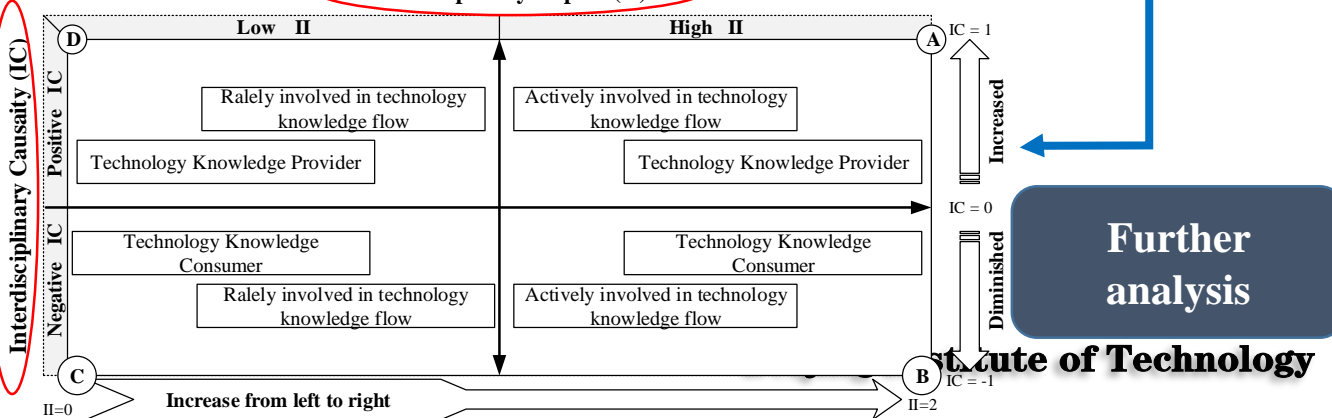 Low II
High II
D
A
IC = 1
Interdisciplinary Causaity (IC)
Positive IC
Negative IC
Ralely involved in technology
knowledge flow
Actively involved in technology
knowledge flow
Technology Knowledge Provider
Technology Knowledge Provider
Increased
IC = 0
Technology Knowledge
Consumer
Technology Knowledge
Consumer
Ralely involved in technology
knowledge flow
Actively involved in technology
knowledge flow
Diminished
Further
analysis
C
B
IC = -1
of Technology
II=0
Increase from left to right
II=2